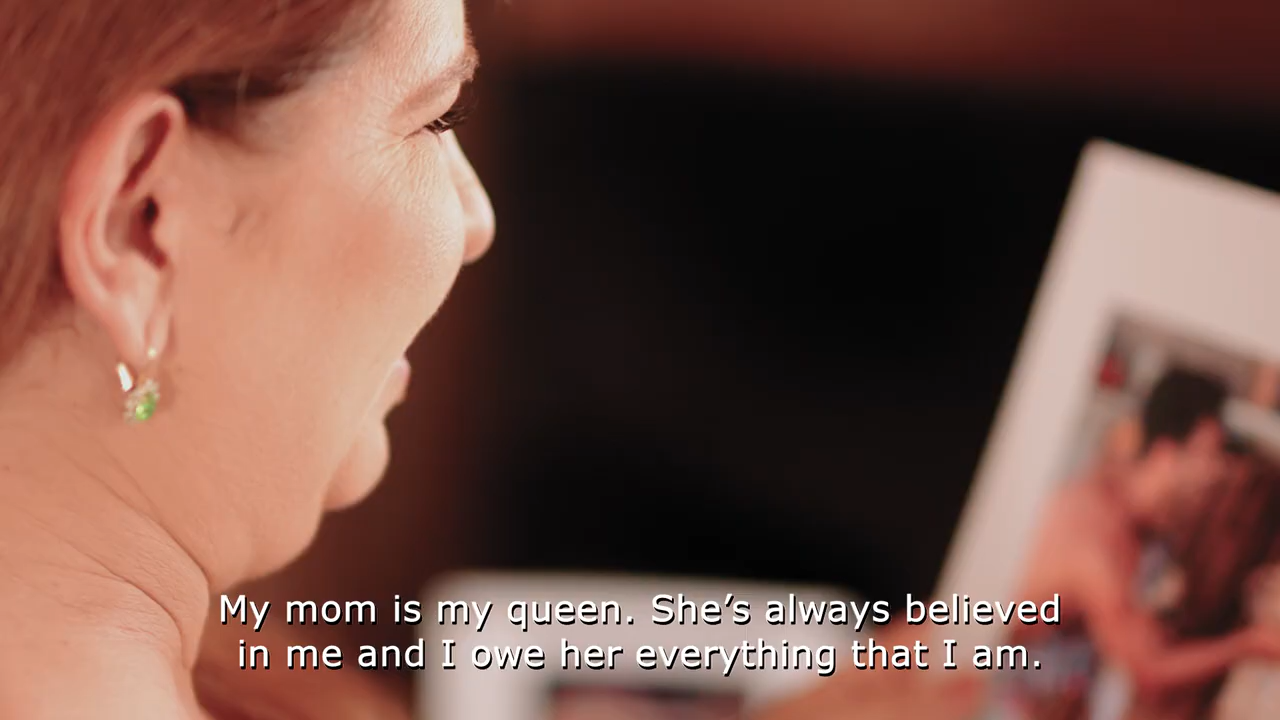 My mom is my queen. She’s always believed
in me and I owe her everything that I am.